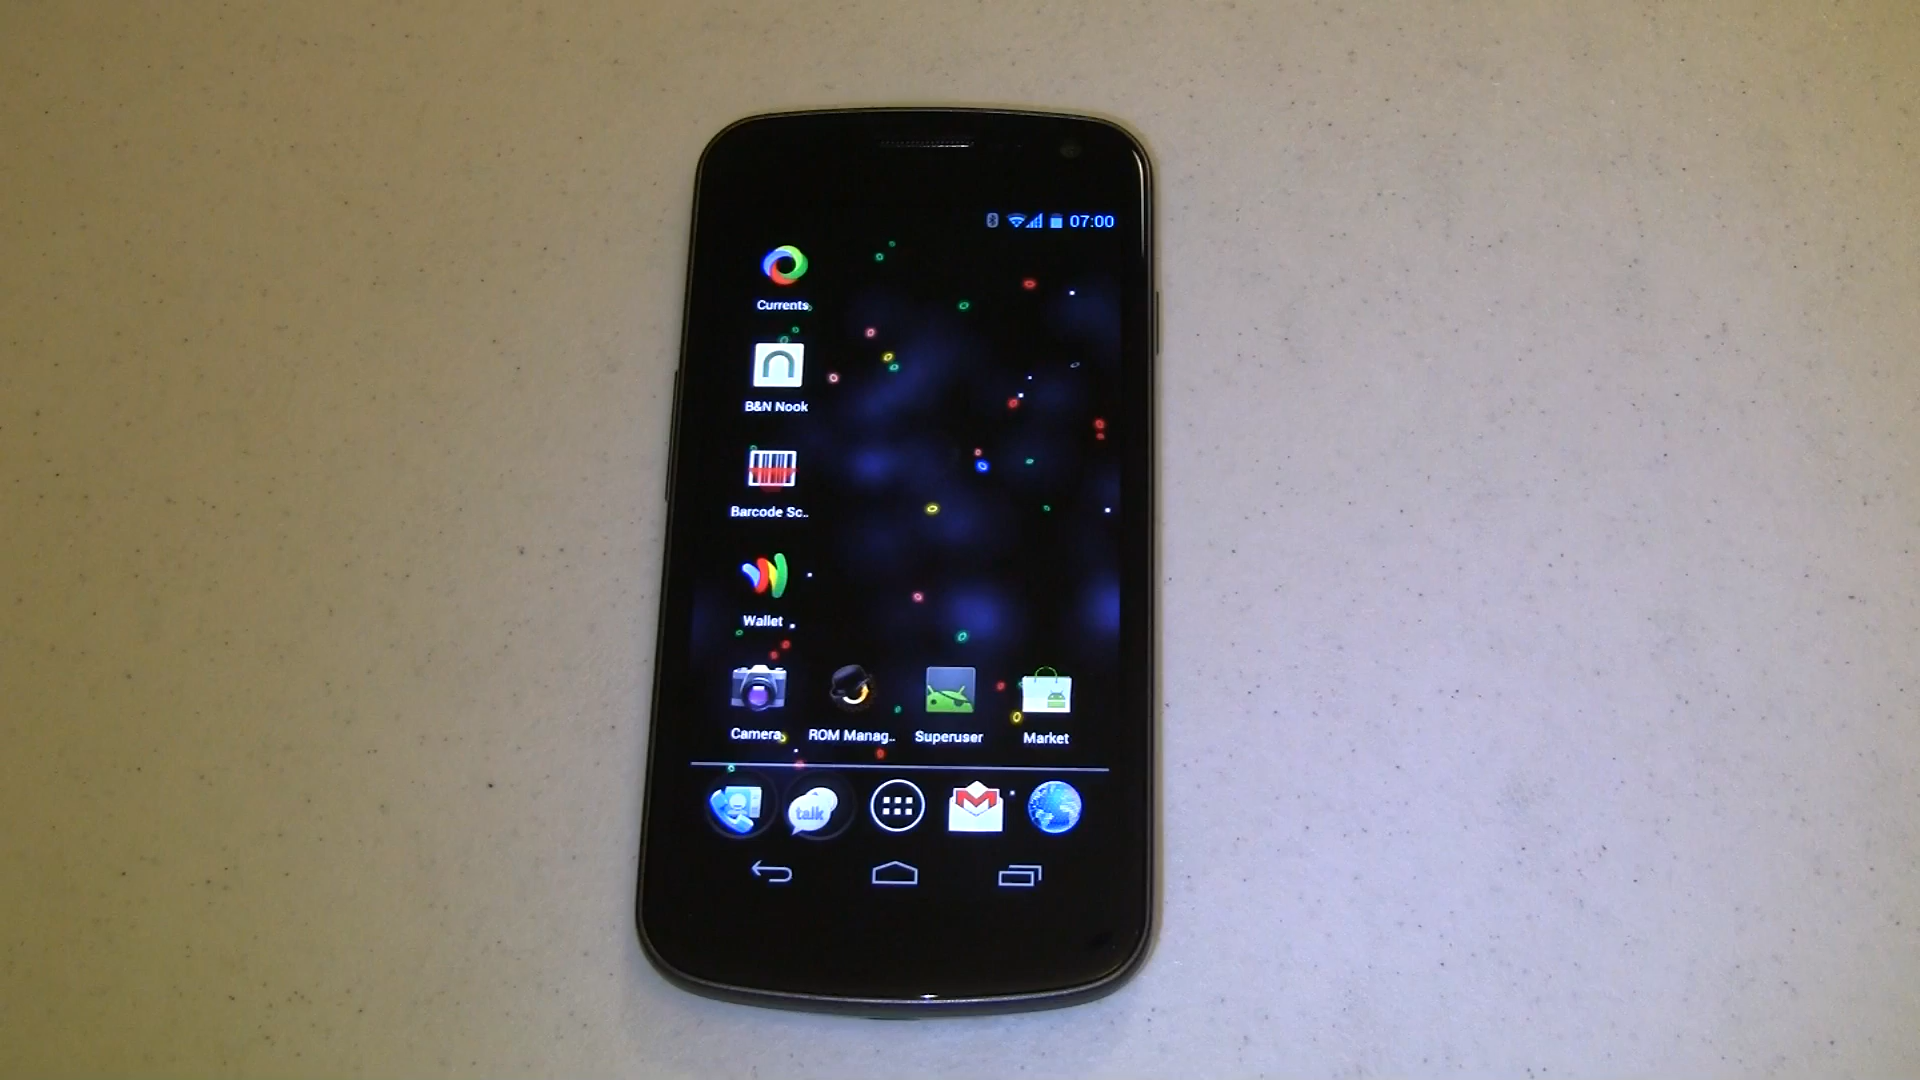 07:00
Currents
B&N Nook
Barcode Sc..
Wallet
Camera
ROM Manag..
Superuser
Market
talk